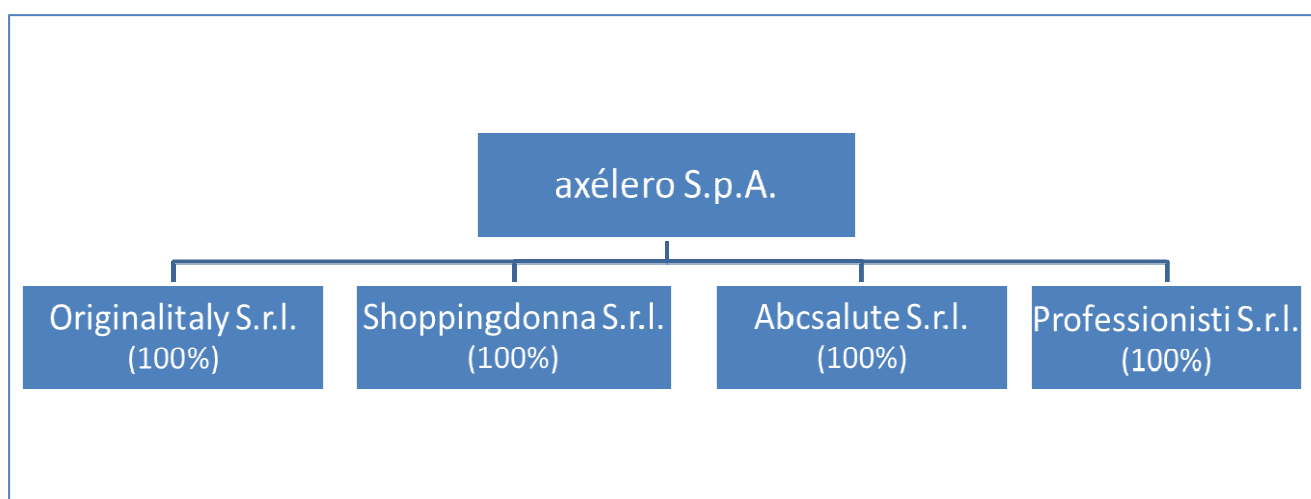 axélero S.p.A.
Originalitaly S.r.l.
(100%)
Shoppingdonna S.r.l.
(100%)
Abcsalute S.r.l.
(100%)
Professionisti S.r.l.
(100%)